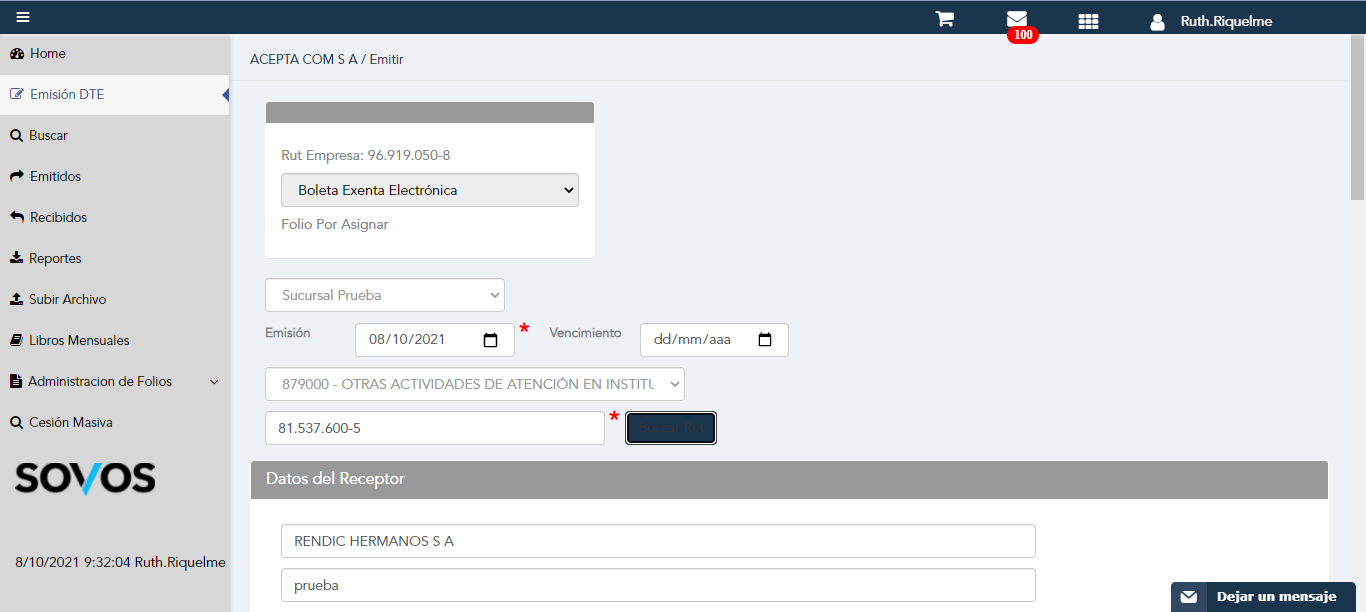 Ruth.Riquelme
100
Home
ACEPTA COM S A / Emitir
Emisión DTE
Buscar
Rut Empresa: 96.919.050-8
Emitidos
Boleta Exenta Electrónica
Recibidos
Folio Por Asignar
Reportes
Subir Archivo
Sucursal Prueba
Libros Mensuales
Emisión
08/10/2021
*
Vencimiento
dd/mm/aaa
Administracion de Folios
879000 - OTRAS ACTIVIDADES DE ATENCIÓN EN INSTITU
Cesión Masiva
81.537.600-5
*
SOVOS
Datos del Receptor
RENDIC HERMANOS S A
8/10/2021 9:32:04 Ruth.Riquelme
prueba
Dejar un mensaje